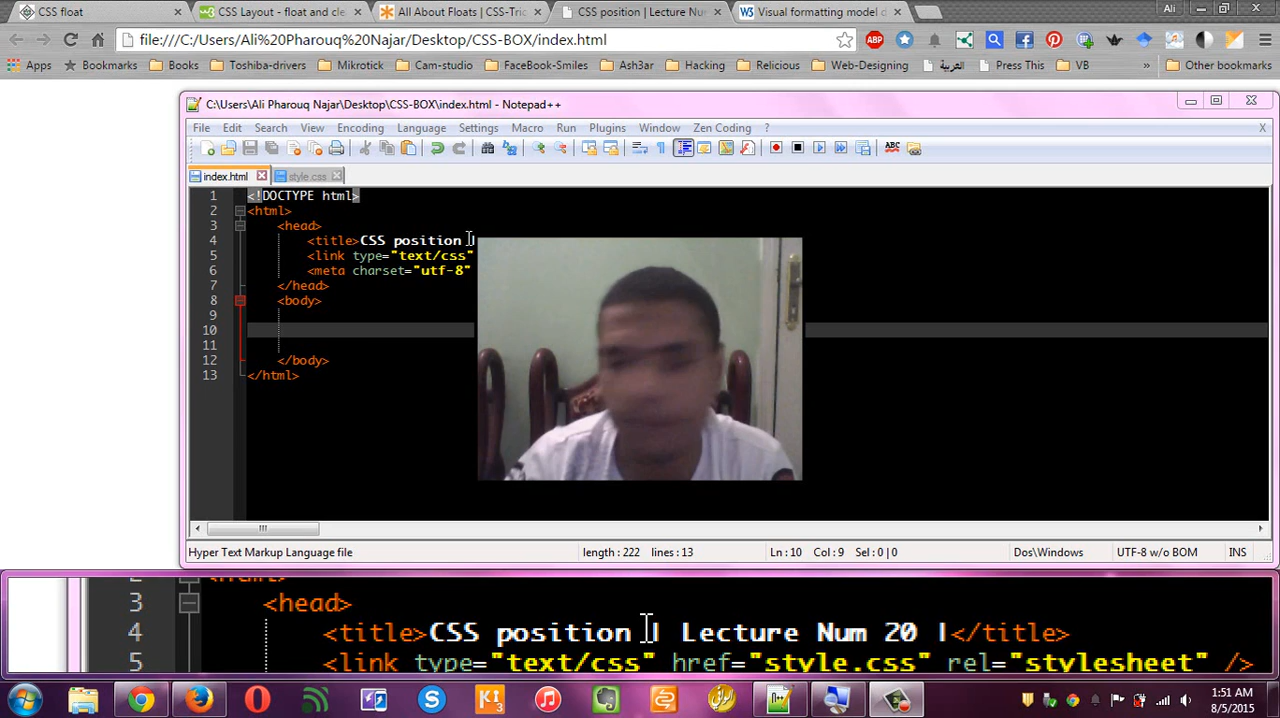 CSS float
CSS Layout - float and cle
All About Floats | CSS-Tric
CSS position | Lecture Nun
Visual formatting model d
Ali
file:///C:/Users/Ali%20Pharouq%20Najar/Desktop/CSS-BOX/index.html
ABP
Apps
Bookmarks
Books
Toshiba-drivers
Mikrotick
Cam-studio
FaceBook-Smiles
Ash3ar
Hacking
Relicious
Web-Designing
العربية
Press This
VB
»
Other bookmarks
C:\Users\Ali Pharouq Najar\Desktop\CSS-BOX\index.html - Notepad++
File Edit Search View Encoding Language Settings Macro Run Plugins Window Zen Coding ? X
index.html
style.css
1 <!DOCTYPE html>
2 <html>
3 <head>
4 <title>CSS position
5 <link type="text/css"
6 <meta charset="utf-8"
7 </head>
8 <body>
9
10
11
12 </body>
13 </html>
Hyper Text Markup Language file
length : 222 lines : 13
Ln : 10 Col : 9 Sel : 0 | 0
Dos\Windows
UTF-8 w/o BOM
INS
3 <head>
4 <title>CSS position | Lecture Num 20 |</title>
5 <link type="text/css" href="style.css" rel="stylesheet" />
1:51 AM
8/5/2015